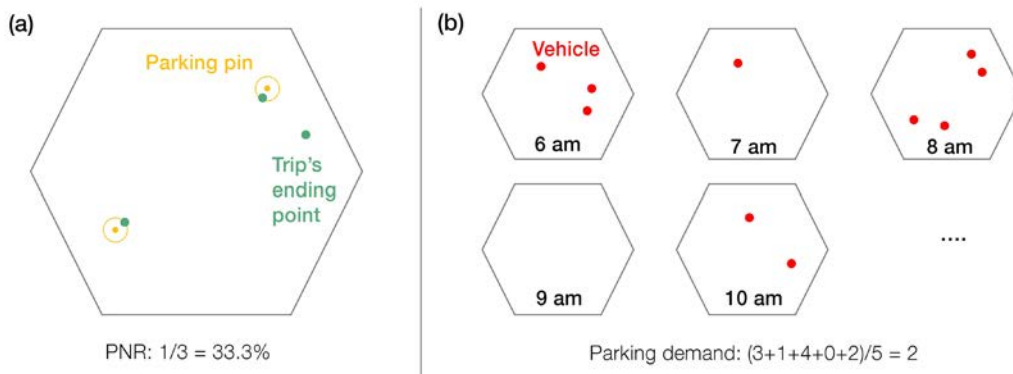 (a)
Parking pin
Trip's
ending
point
PNR: 1/3 = 33.3%
(b)
Vehicle
6 am
7 am
8 am
9 am
10 am
....
Parking demand: (3+1+4+0+2)/5 = 2